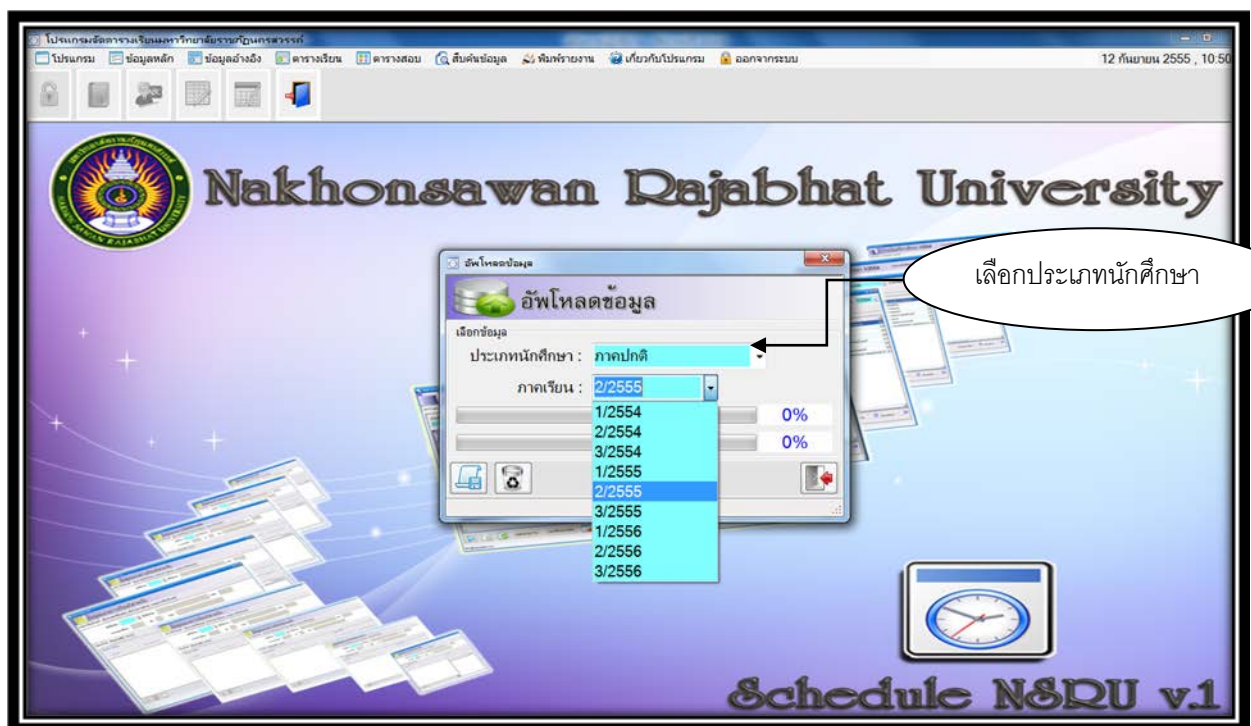 โปรแกรมจัดตารางเรียนมหาวิทยาลัยราชภัฏนครสวรรค์
โปรแกรม ข้อมูลหลัก ข้อมูลอ้างอิง ตารางเรียน ตารางสอบ สืบค้นข้อมูล พิมพ์รายงาน เกี่ยวกับโปรแกรม ออกจากระบบ 12 กันยายน 2555 , 10:50
Nakhonsawan Rajabhat University
NAKHON SAWAN RAJABHAT UNIVERSITY
อัพโหลดข้อมูล
อัพโหลดข้อมูล
เลือกประเภทนักศึกษา
เลือกข้อมูล
ประเภทนักศึกษา : ภาคปกติ
ภาคเรียน : 2/2555
1/2554
0%
2/2554
3/2554
0%
1/2555
2/2555
3/2555
1/2556
2/2556
3/2556
Schedule NSRU v.1